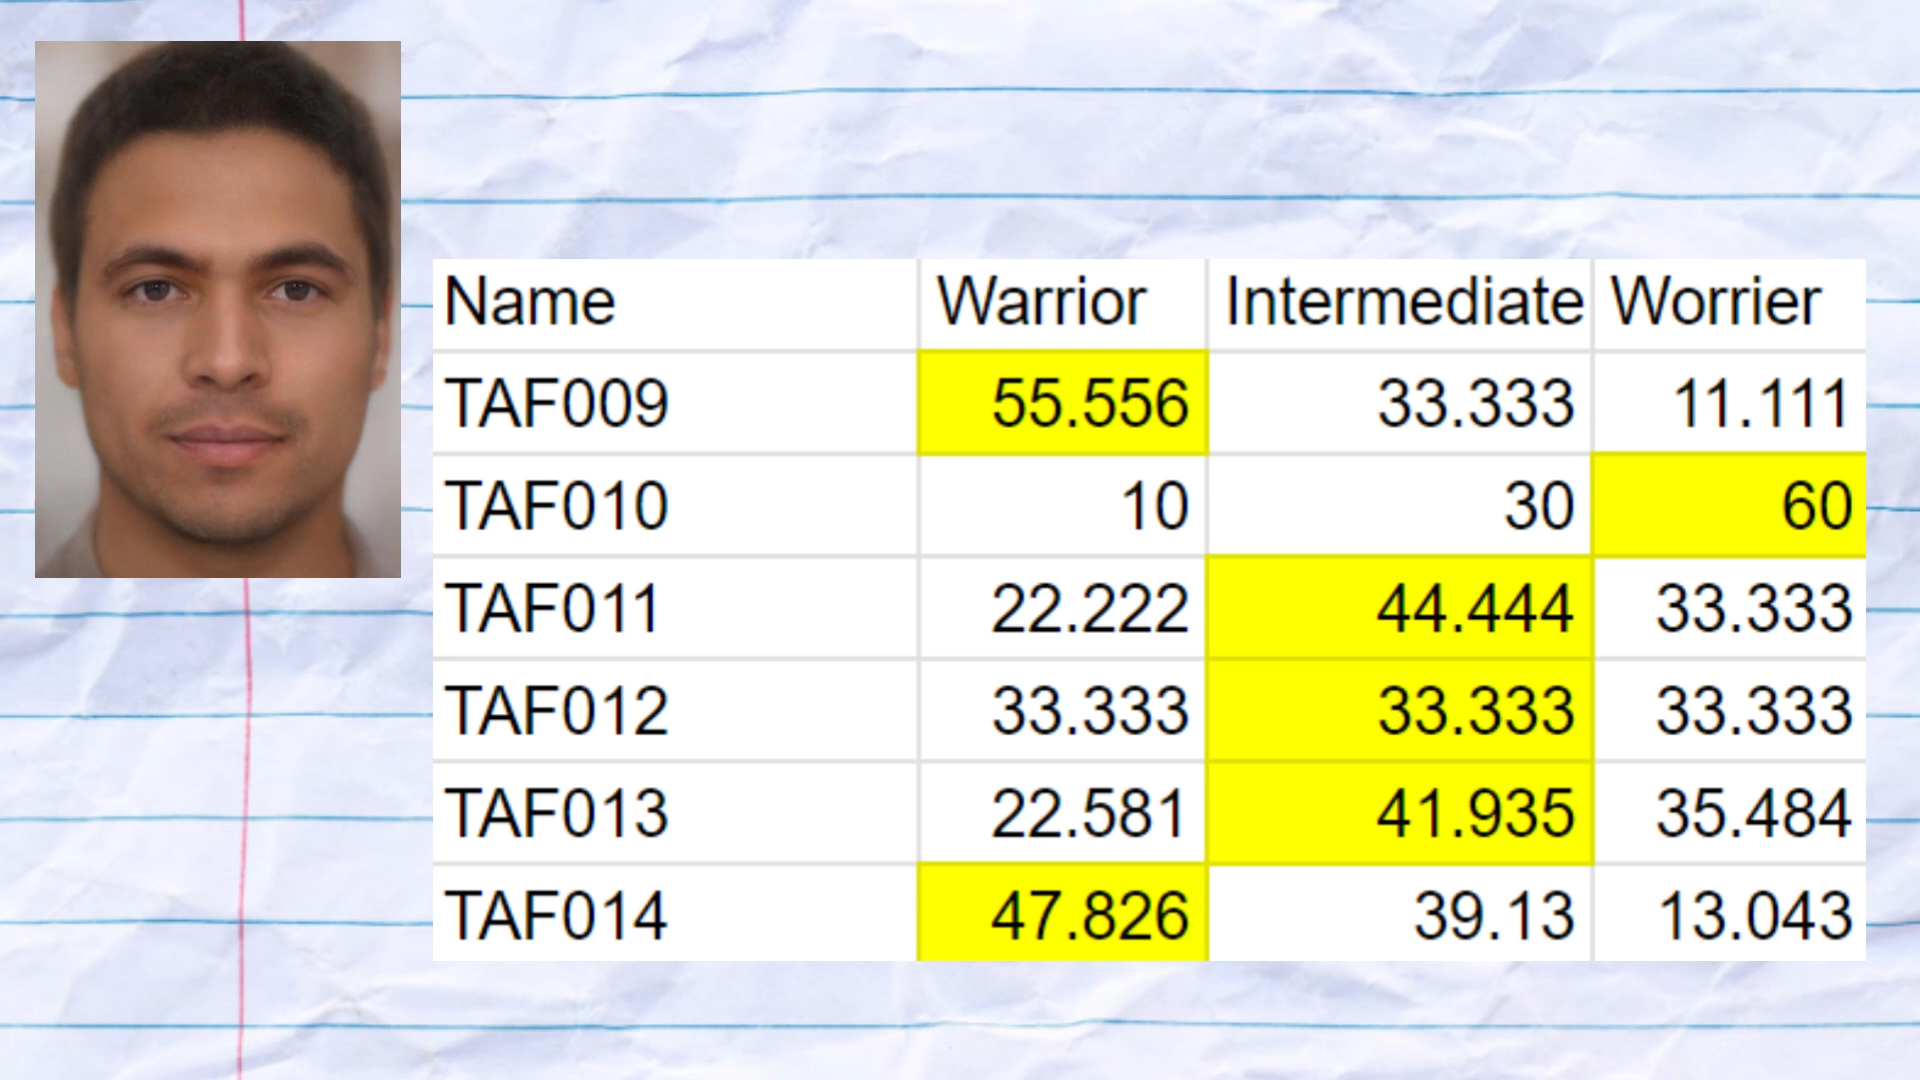 Name Warrior Intermediate Worrier
TAF009 55.556 33.333 11.111
TAF010 10 30 60
TAF011 22.222 44.444 33.333
TAF012 33.333 33.333 33.333
TAF013 22.581 41.935 35.484
TAF014 47.826 39.13 13.043